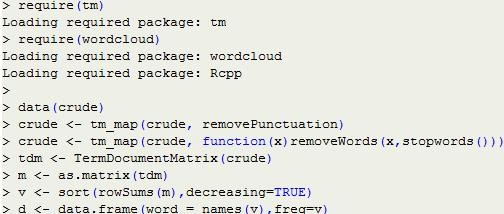 > require(tm)
Loading required package: tm
> require(wordcloud)
Loading required package: wordcloud
Loading required package: Rcpp
>
> data(crude)
> crude <- tm_map(crude, removePunctuation)
> crude <- tm_map(crude, function(x)removeWords(x,stopwords()))
> tdm <- TermDocumentMatrix(crude)
> m <- as.matrix(tdm)
> v <- sort(rowSums(m),decreasing=TRUE)
> d <- data.frame(word = names(v),freq=v)